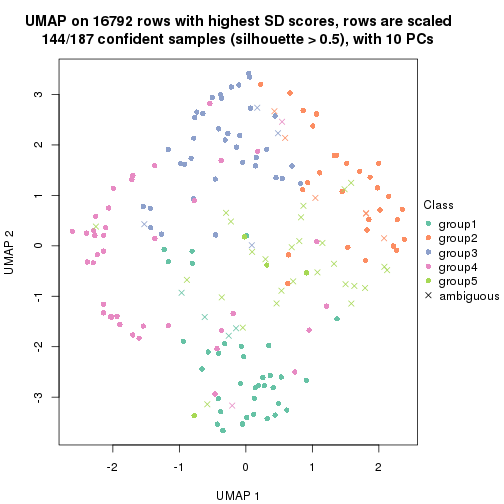 UMAP on 16792 rows with highest SD scores, rows are scaled
144/187 confident samples (silhouette > 0.5), with 10 PCs
3
2
1
0
-1
-2
-3
UMAP 2
-2
-1
0
1
2
UMAP 1
Class
group1
group2
group3
group4
group5
ambiguous